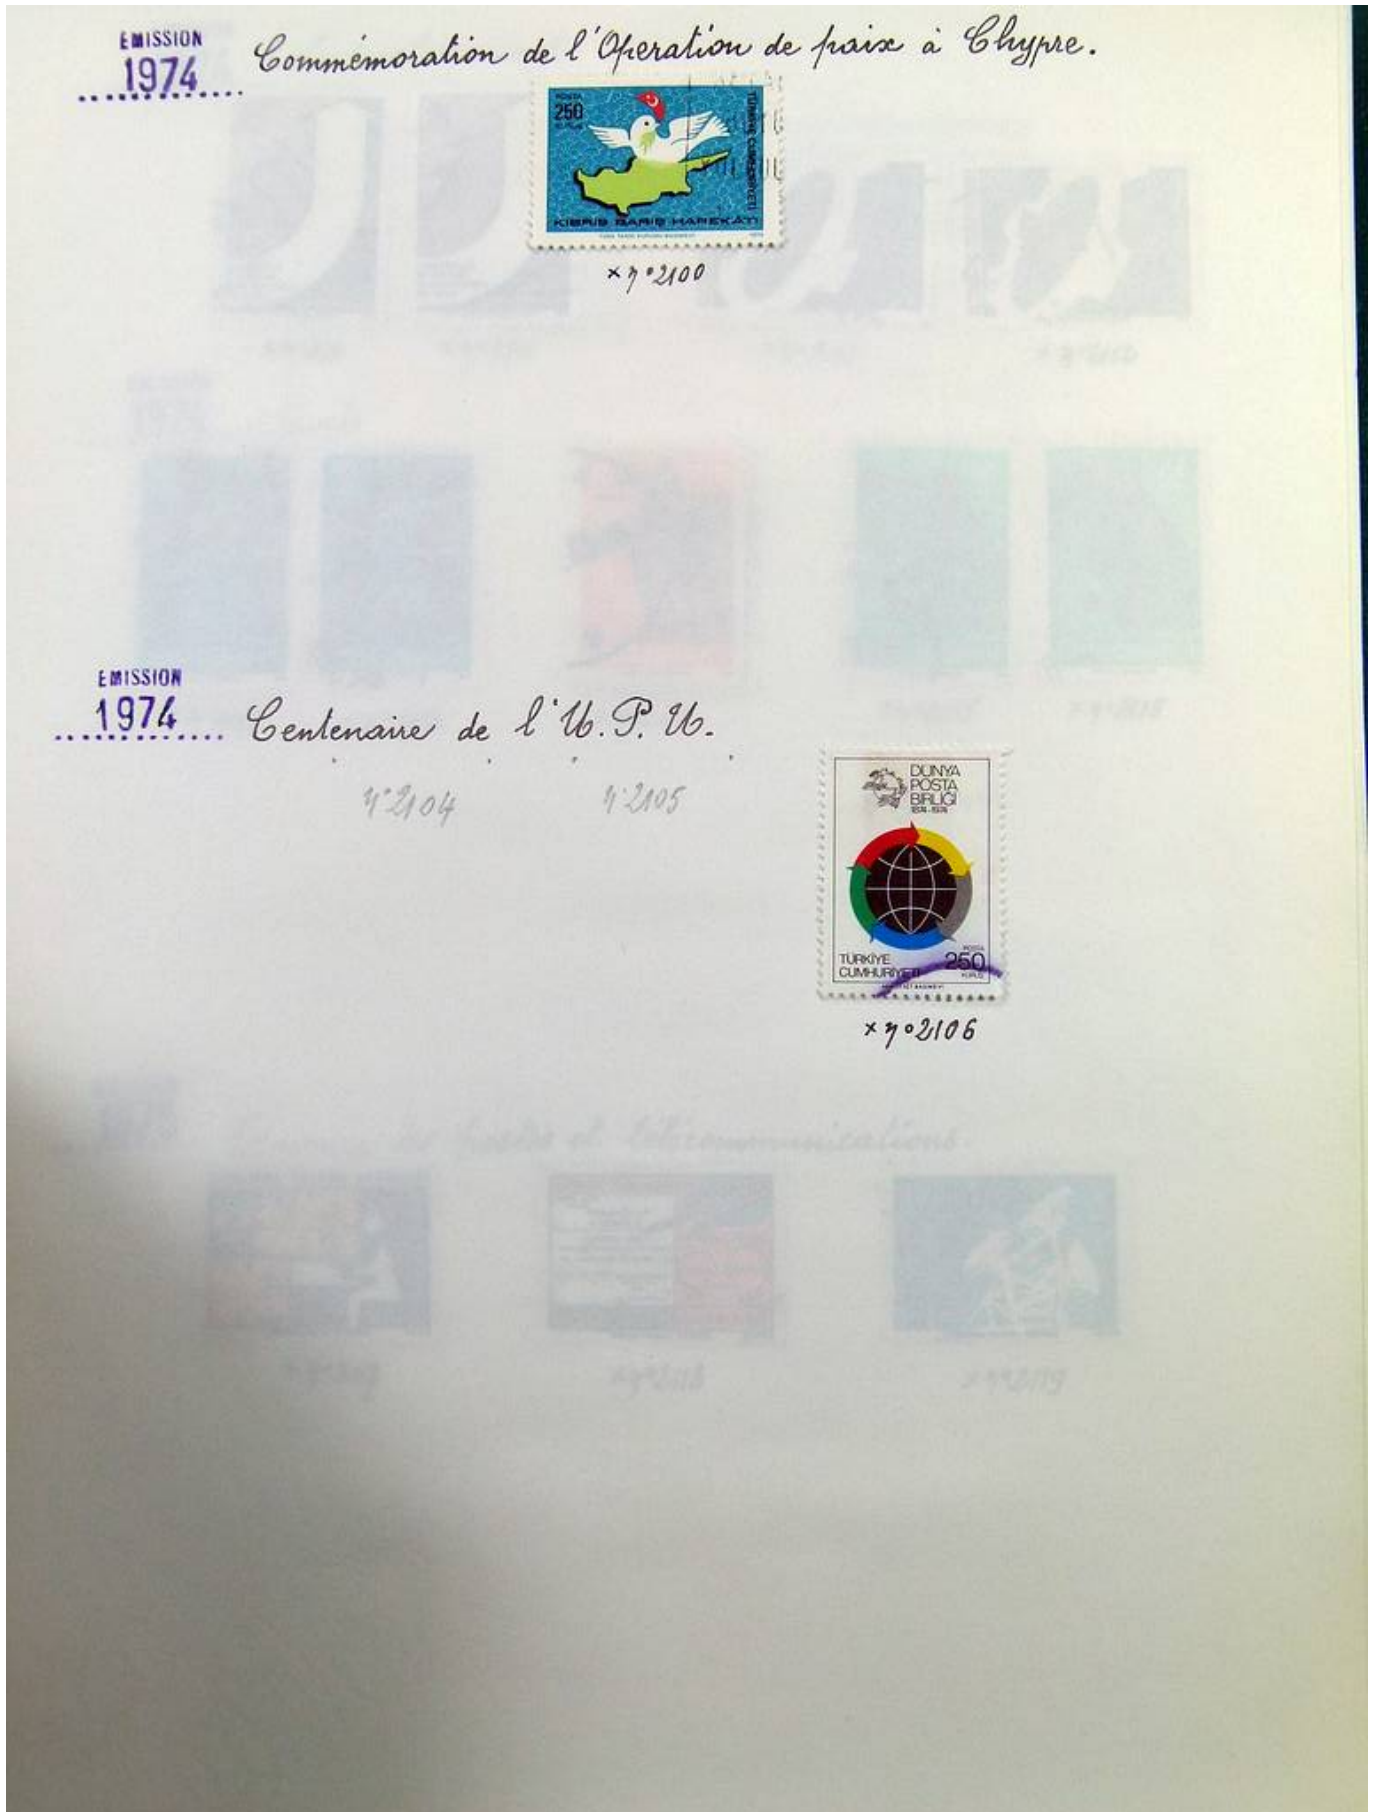 EMISSION
1974
Commémoration de l'Opération de paix à Chypre.
POSTA
250
KURUŞ
TÜRKİYE CUMHURİYETİ
KIBRIS BARIŞ HAREKÂTI
x n° 2100
EMISSION
1974
Centenaire de l'U.P.U.
n° 2104
n° 2105
DÜNYA
POSTA
BİRLİĞİ
1874-1974
TÜRKİYE
CUMHURİYETİ
POSTA
250
KURUŞ
x n° 2106